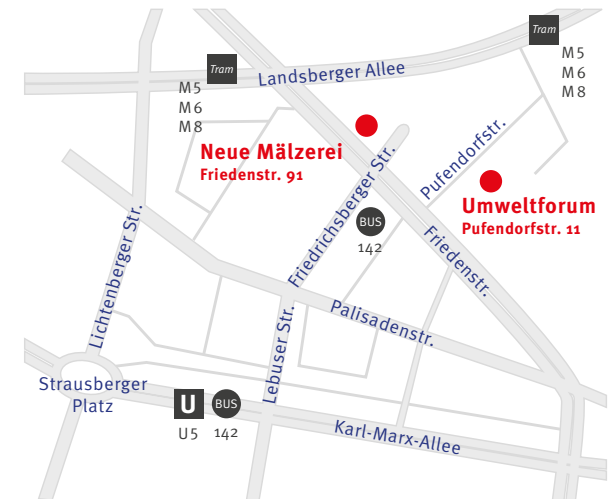 Tram
M5
M6
M8
Landsberger Allee
Tram
M5
M6
M8
Neue Mälzerei
Friedenstr. 91
Pufendorfstr.
Umweltforum
Pufendorfstr. 11
Friedrichsberger Str.
BUS
142
Friedenstr.
Lichtenberger Str.
Lebuser Str.
Palisadenstr.
Strausberger
Platz
U
U5
BUS
142
Karl-Marx-Allee